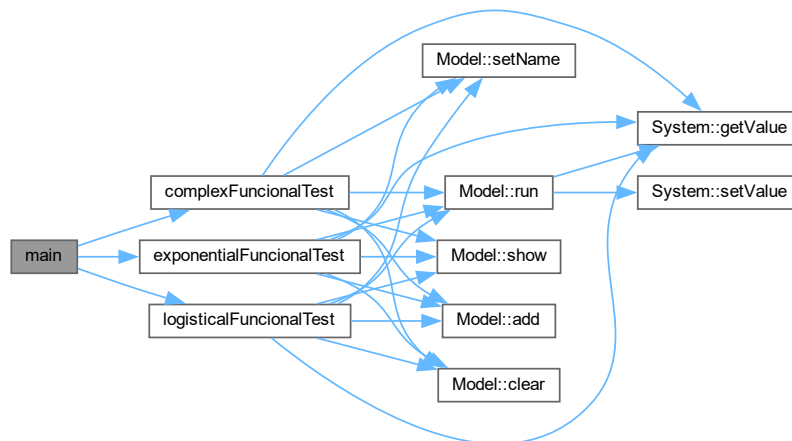 main
complexFuncionalTest
exponentialFuncionalTest
logisticalFuncionalTest
Model::setName
Model::run
Model::show
Model::add
Model::clear
System::getValue
System::setValue